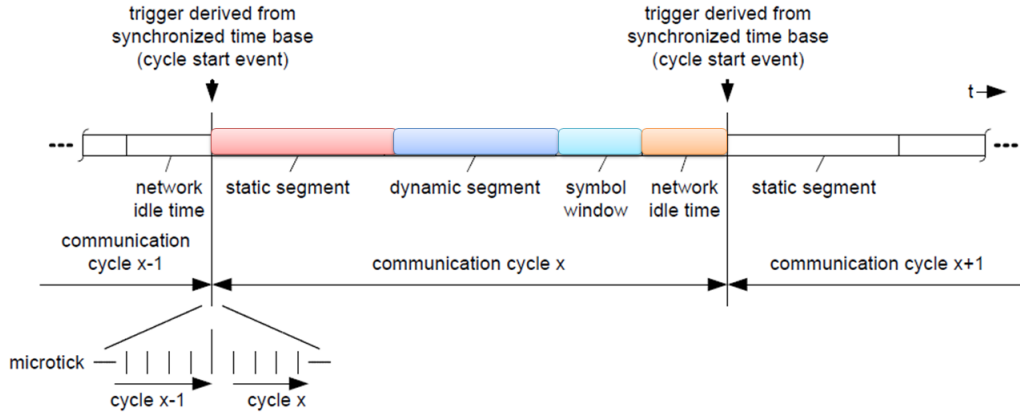 trigger derived from
synchronized time base
(cycle start event)
trigger derived from
synchronized time base
(cycle start event)
t
network
idle time
static segment
dynamic segment
symbol
window
network
idle time
static segment
communication
cycle x-1
communication cycle x
communication cycle x+1
microtick
cycle x-1
cycle x